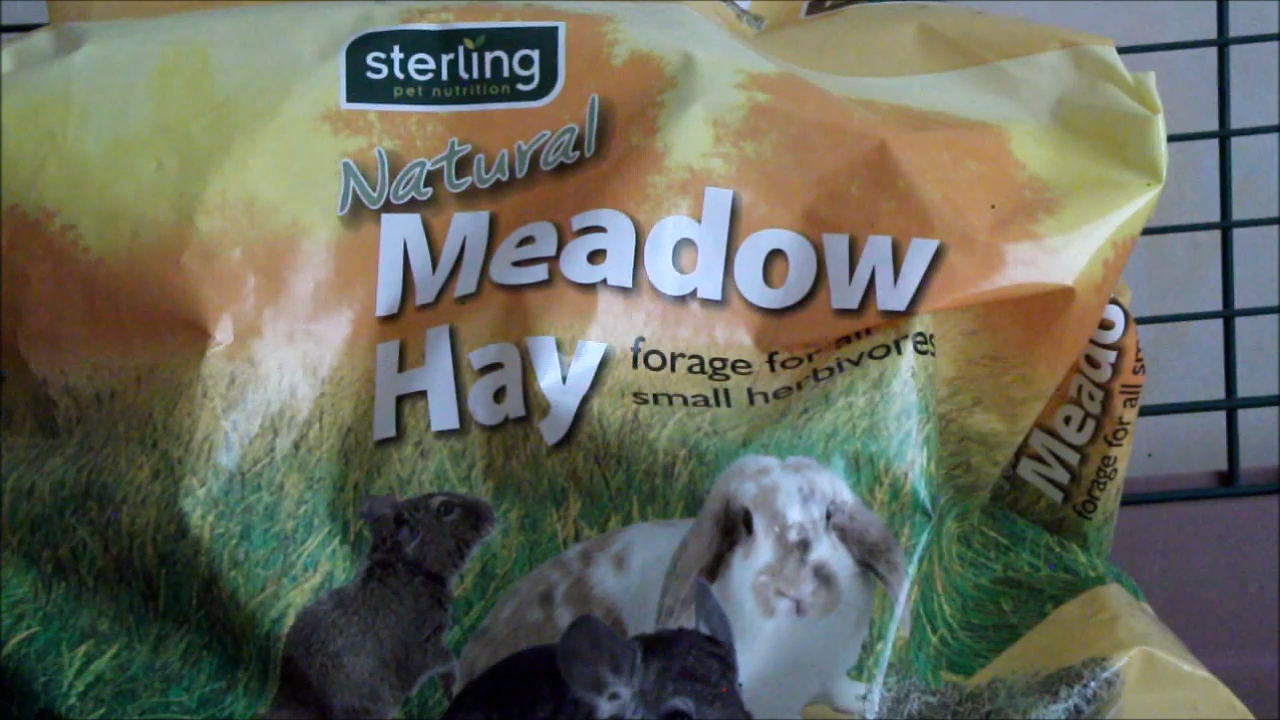 sterling
pet nutrition
Natural
Meadow
Hay
forage for all
small herbivores
Meado
forage for all